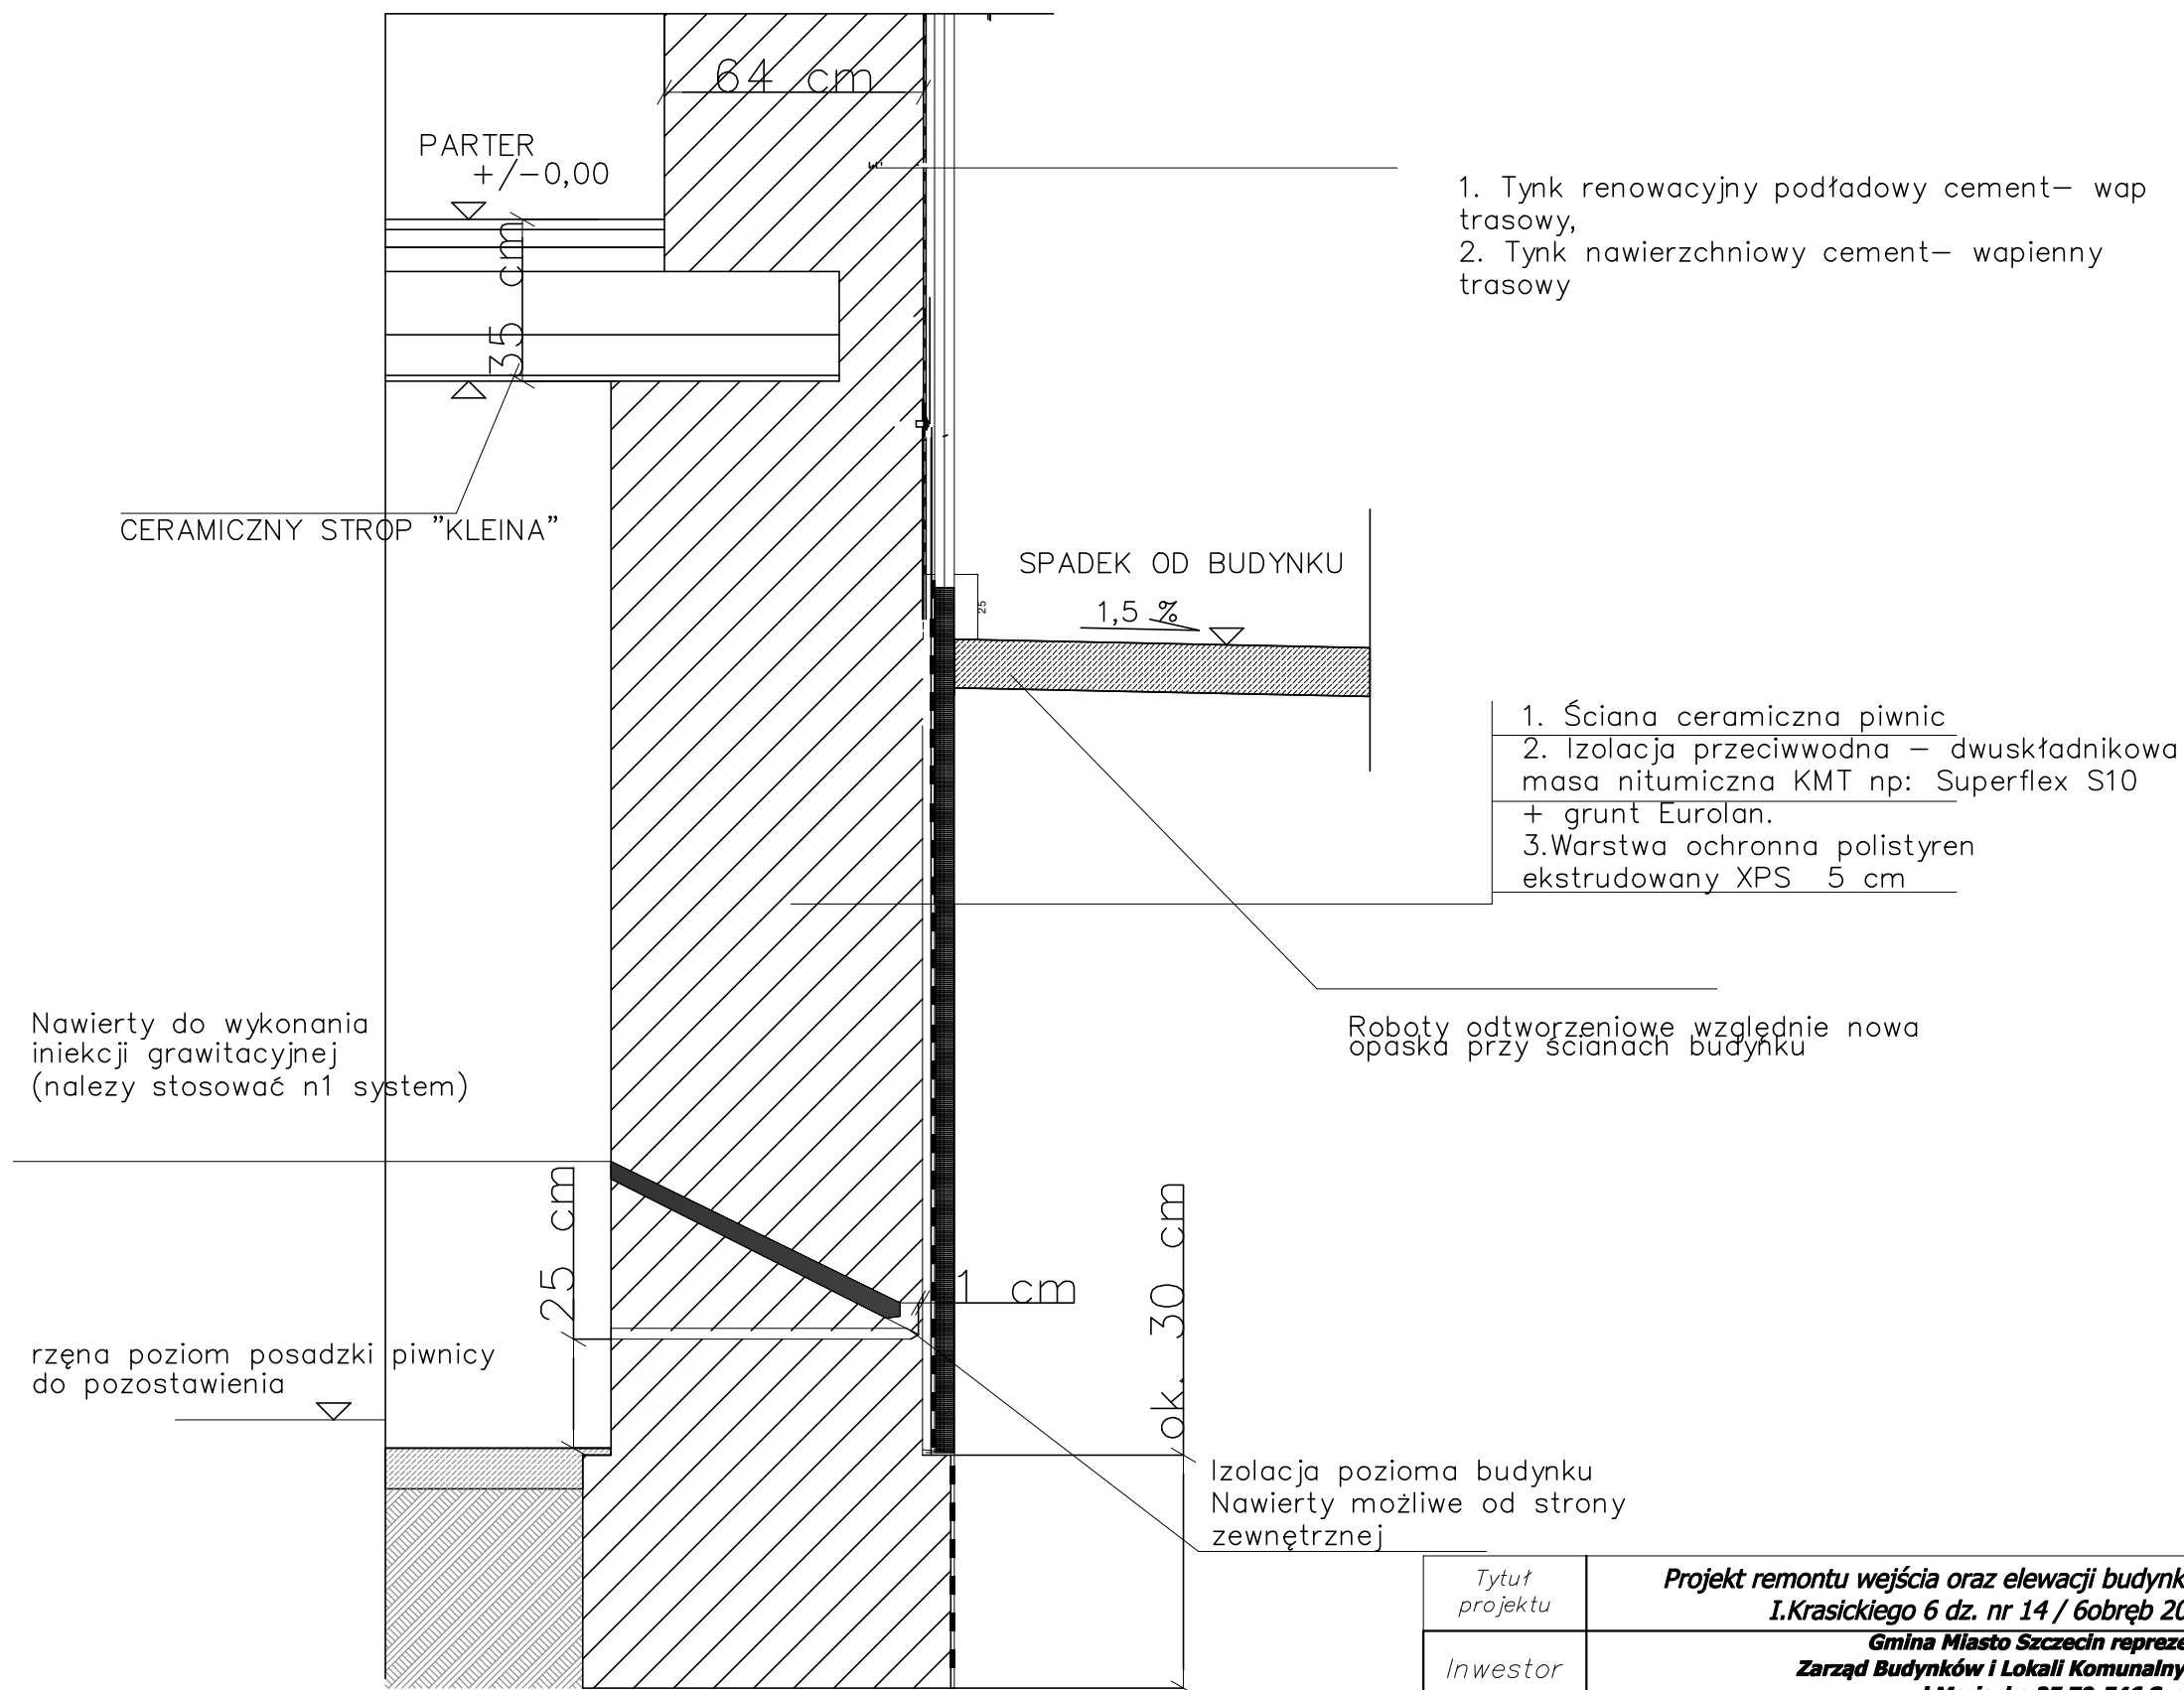 64 cm
PARTER
+/-0,00
35 cm
1. Tynk renowacyjny podładowy cement– wap
trasowy,
2. Tynk nawierzchniowy cement– wapienny
trasowy
CERAMICZNY STROP "KLEINA"
SPADEK OD BUDYNKU
1,5 %
25
1. Ściana ceramiczna piwnic
2. Izolacja przeciwwodna – dwuskładnikowa
masa nitumiczna KMT np: Superflex S10
+ grunt Eurolan.
3.Warstwa ochronna polistyren
ekstrudowany XPS 5 cm
Roboty odtworzeniowe względnie nowa
opaska przy ścianach budynku
Nawierty do wykonania
iniekcji grawitacyjnej
(nalezy stosować n1 system)
25 cm
1 cm
ok. 30 cm
rzęna poziom posadzki piwnicy
do pozostawienia
Izolacja pozioma budynku
Nawierty możliwe od strony
zewnętrznej
Tytuł
projektu
Projekt remontu wejścia oraz elewacji budynk
I.Krasickiego 6 dz. nr 14 / 6obręb 20
Inwestor
Gmina Miasto Szczecin repreze
Zarząd Budynków i Lokali Komunalny